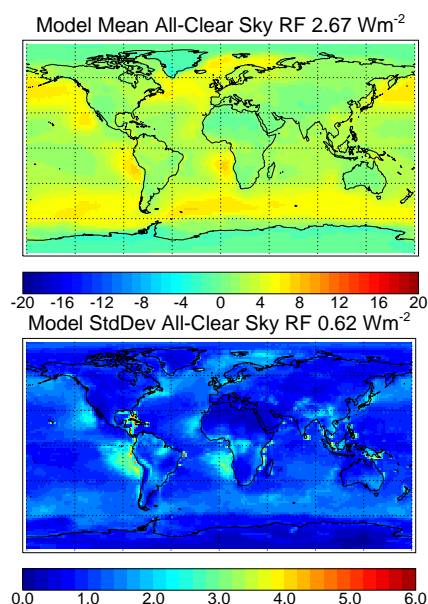 Model Mean All-Clear Sky RF 2.67 Wm-2
-20 -16 -12 -8 -4 0 4 8 12 16 20
Model StdDev All-Clear Sky RF 0.62 Wm-2
0.0 1.0 2.0 3.0 4.0 5.0 6.0